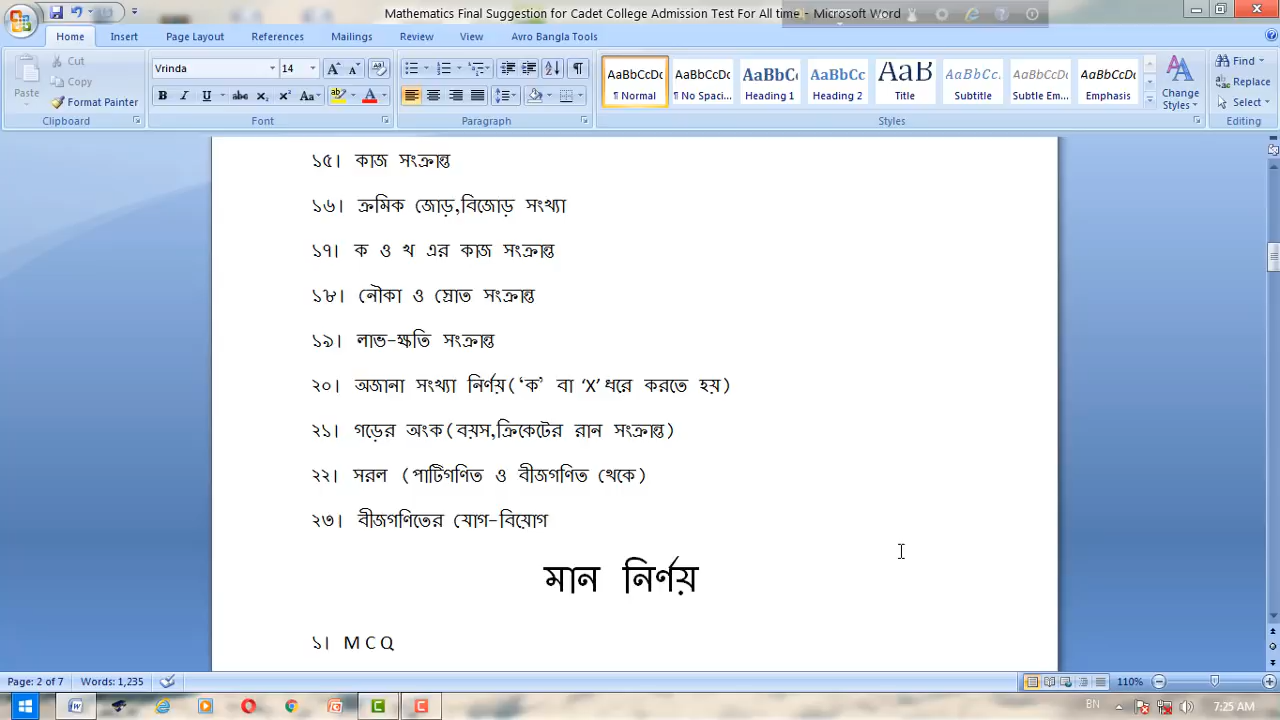 Mathematics Final Suggestion for Cadet College Admission Test For All time - Microsoft Word
Home Insert Page Layout References Mailings Review View Avro Bangla Tools
Paste
Cut
Copy
Format Painter
Vrinda 14
AaBbCcDc AaBbCcDc AaBbC AaBbCc AaB AaBbCc. AaBbCcDc AaBbCcDc
¶ Normal ¶ No Spaci... Heading 1 Heading 2 Title Subtitle Subtle Em... Emphasis
Change Styles
Find
Replace
Select
Clipboard Font Paragraph Styles Editing
১৫। কাজ সংক্রান্ত
১৬। ক্রমিক জোড়,বিজোড় সংখ্যা
১৭। ক ও খ এর কাজ সংক্রান্ত
১৮। নৌকা ও স্রোত সংক্রান্ত
১৯। লাভ-ক্ষতি সংক্রান্ত
২০। অজানা সংখ্যা নির্ণয়(‘ক’ বা ‘X’ ধরে করতে হয়)
২১। গড়ের অংক(বয়স,ক্রিকেটের রান সংক্রান্ত)
২২। সরল (পাটিগণিত ও বীজগণিত থেকে)
২৩। বীজগণিতের যোগ-বিয়োগ
মান নির্ণয়
১। M C Q
Page: 2 of 7 Words: 1,235 110%
BN 7:25 AM